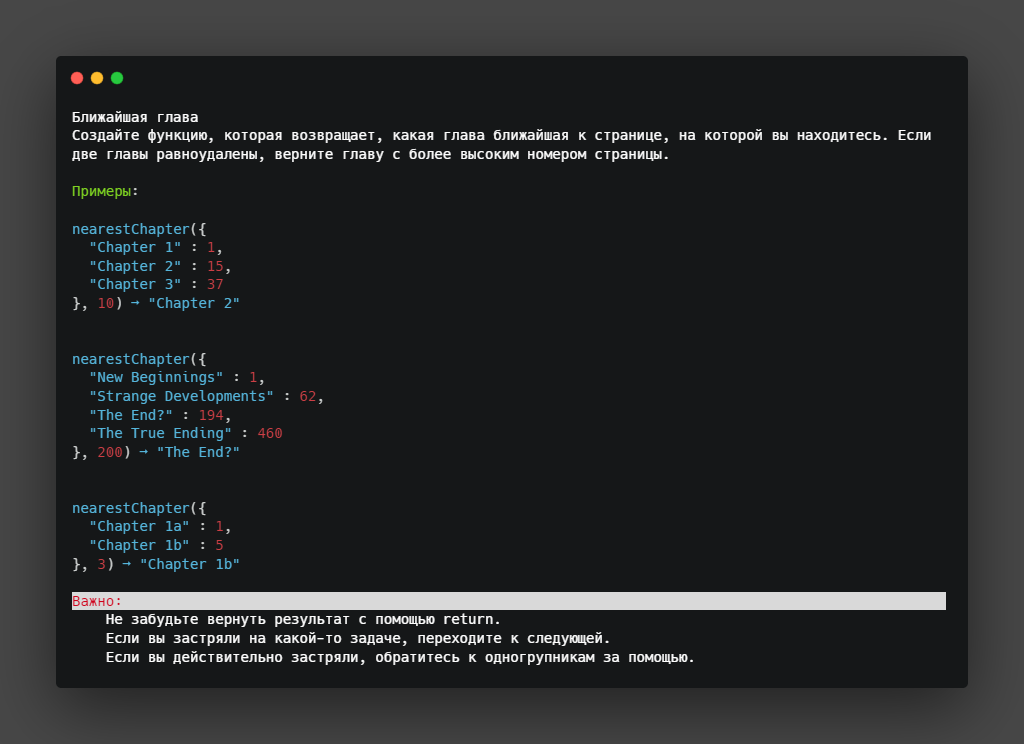 Ближайшая глава
Создайте функцию, которая возвращает, какая глава ближайшая к странице, на которой вы находитесь. Если
две главы равноудалены, верните главу с более высоким номером страницы.
Примеры:
nearestChapter({
"Chapter 1" : 1,
"Chapter 2" : 15,
"Chapter 3" : 37
}, 10) → "Chapter 2"
nearestChapter({
"New Beginnings" : 1,
"Strange Developments" : 62,
"The End?" : 194,
"The True Ending" : 460
}, 200) → "The End?"
nearestChapter({
"Chapter 1a" : 1,
"Chapter 1b" : 5
}, 3) → "Chapter 1b"
Важно:
Не забудьте вернуть результат с помощью return.
Если вы застряли на какой-то задаче, переходите к следующей.
Если вы действительно застряли, обратитесь к одногрупникам за помощью.